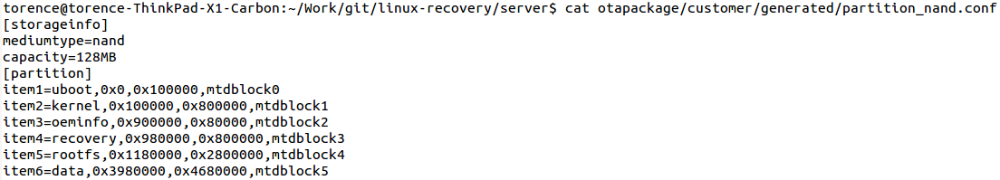 torence@torence-ThinkPad-X1-Carbon:~/Work/git/linux-recovery/server$ cat otapackage/customer/generated/partition_nand.conf
[storageinfo]
mediumtype=nand
capacity=128MB
[partition]
item1=uboot,0x0,0x100000,mtdblock0
item2=kernel,0x100000,0x800000,mtdblock1
item3=oeminfo,0x900000,0x80000,mtdblock2
item4=recovery,0x980000,0x800000,mtdblock3
item5=rootfs,0x1180000,0x2800000,mtdblock4
item6=data,0x3980000,0x4680000,mtdblock5